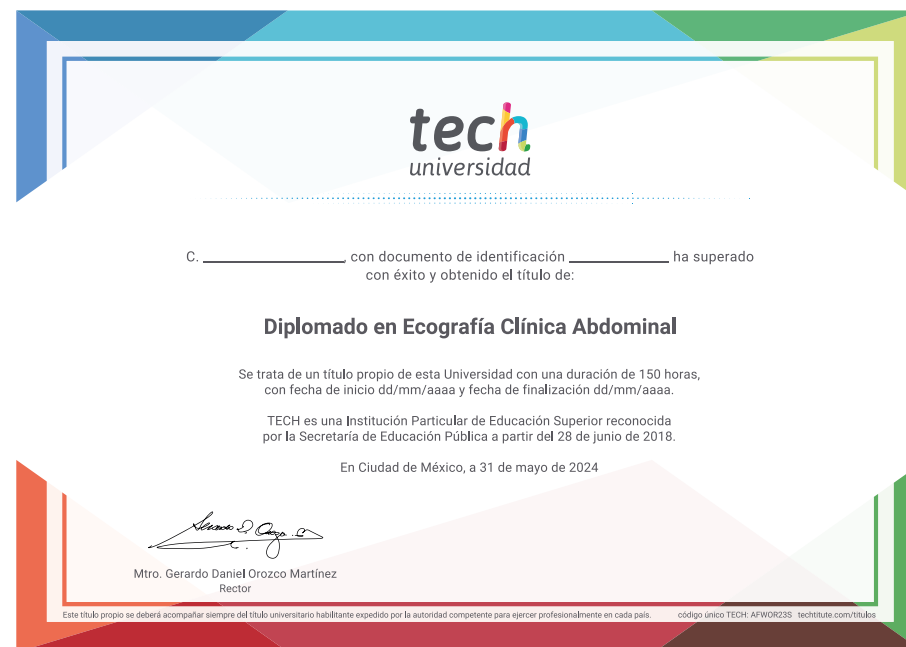 tech
universidad
C. ____________________, con documento de identificación ______________ ha superado
con éxito y obtenido el título de:
Diplomado en Ecografía Clínica Abdominal
Se trata de un título propio de esta Universidad con una duración de 150 horas,
con fecha de inicio dd/mm/aaaa y fecha de finalización dd/mm/aaaa.
TECH es una Institución Particular de Educación Superior reconocida
por la Secretaría de Educación Pública a partir del 28 de junio de 2018.
En Ciudad de México, a 31 de mayo de 2024
Mtro. Gerardo Daniel Orozco Martínez
Rector
Este título propio se deberá acompañar siempre del título universitario habilitante expedido por la autoridad competente para ejercer profesionalmente en cada país. código único TECH: AFWOR23S techtitute.com/titulos